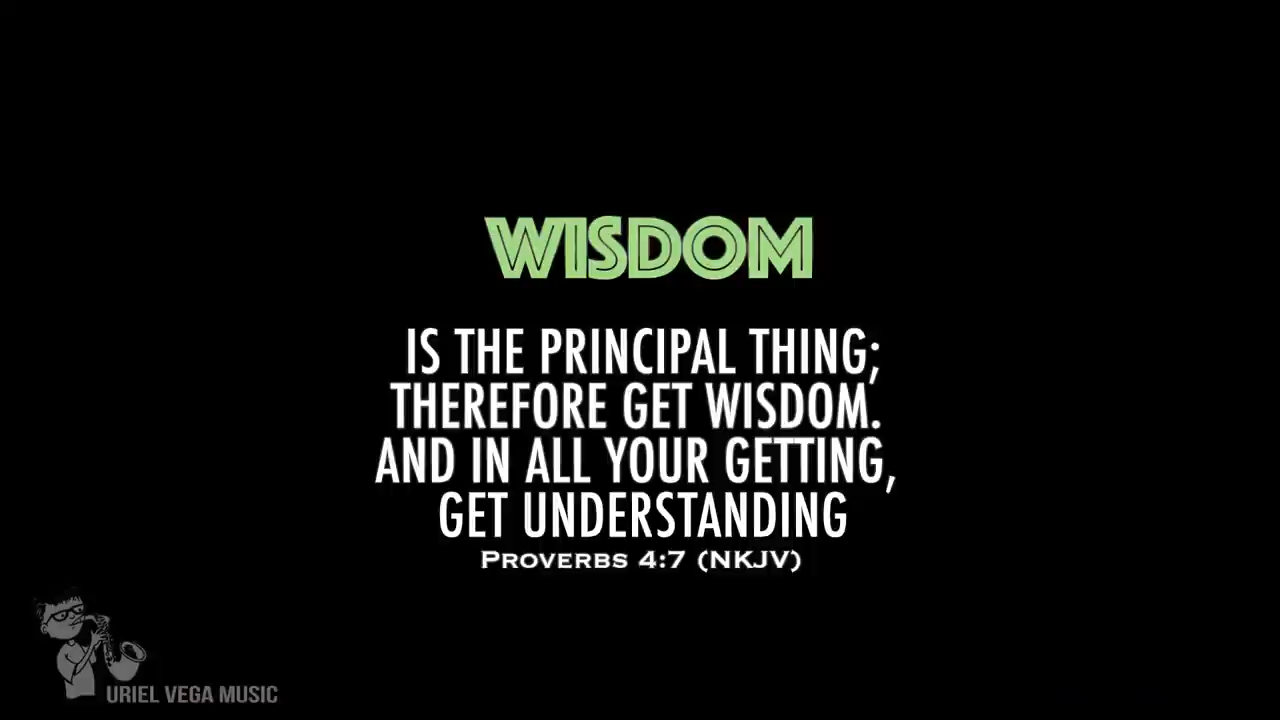 WISDOM
IS THE PRINCIPAL THING;
THEREFORE GET WISDOM.
AND IN ALL YOUR GETTING,
GET UNDERSTANDING
PROVERBS 4:7 (NKJV)
URIEL VEGA MUSIC